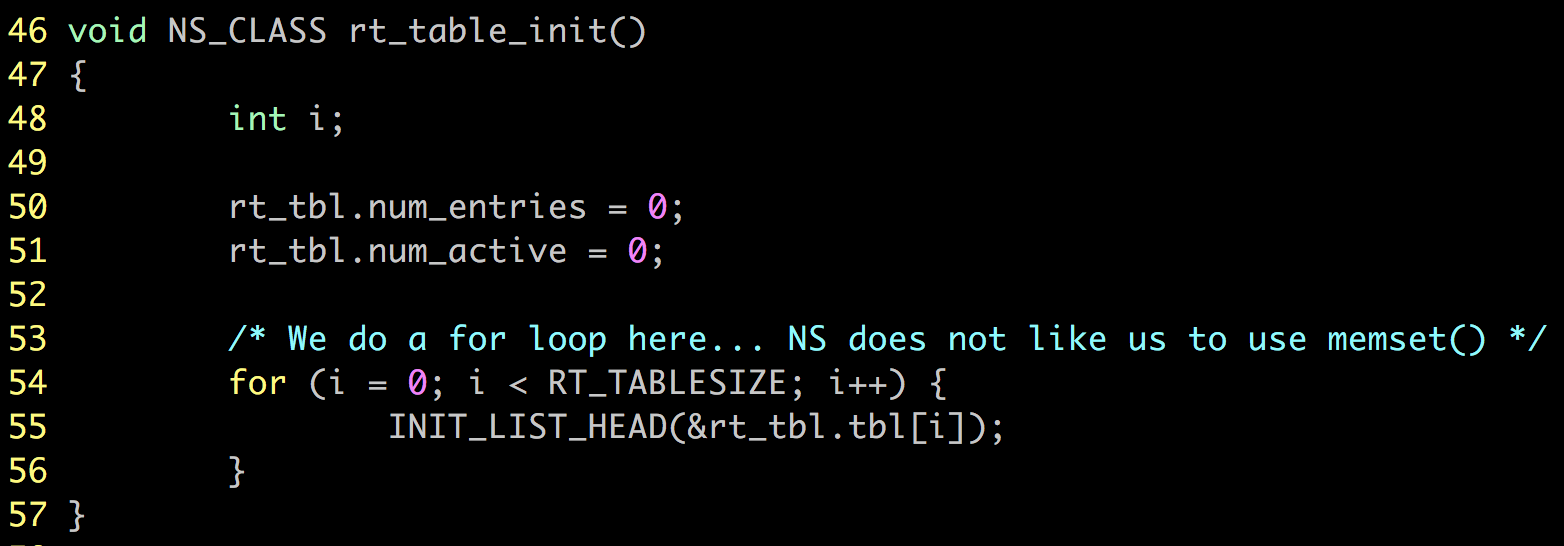 46 void NS_CLASS rt_table_init()
47 {
48         int i;
49
50         rt_tbl.num_entries = 0;
51         rt_tbl.num_active = 0;
52
53         /* We do a for loop here... NS does not like us to use memset() */
54         for (i = 0; i < RT_TABLESIZE; i++) {
55                 INIT_LIST_HEAD(&rt_tbl.tbl[i]);
56         }
57 }